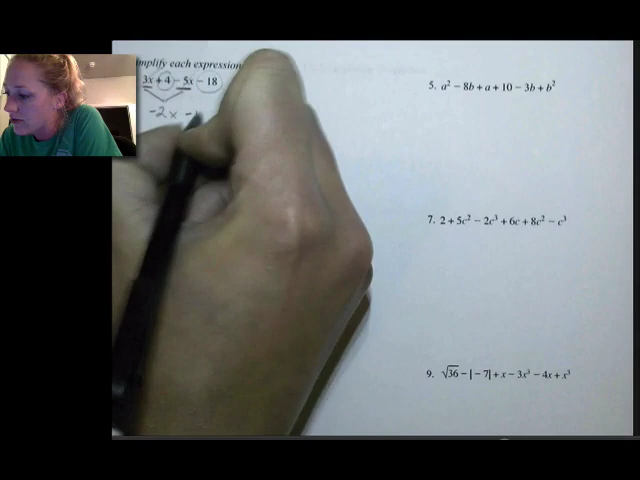 implify each expression
3x + 4 - 5x - 18
-2x -
5. a² - 8b + a + 10 - 3b + b²
7. 2 + 5c² - 2c³ + 6c + 8c² - c³
9. √36 - |-7| + x - 3x³ - 4x + x³